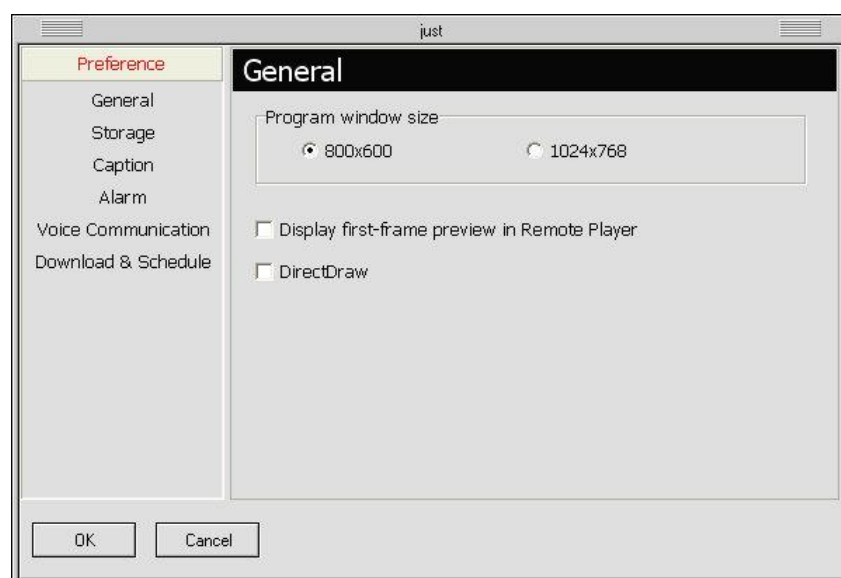 just
Preference
General
Storage
Caption
Alarm
Voice Communication
Download & Schedule
General
Program window size
800x600 1024x768
Display first-frame preview in Remote Player
DirectDraw
OK Cancel